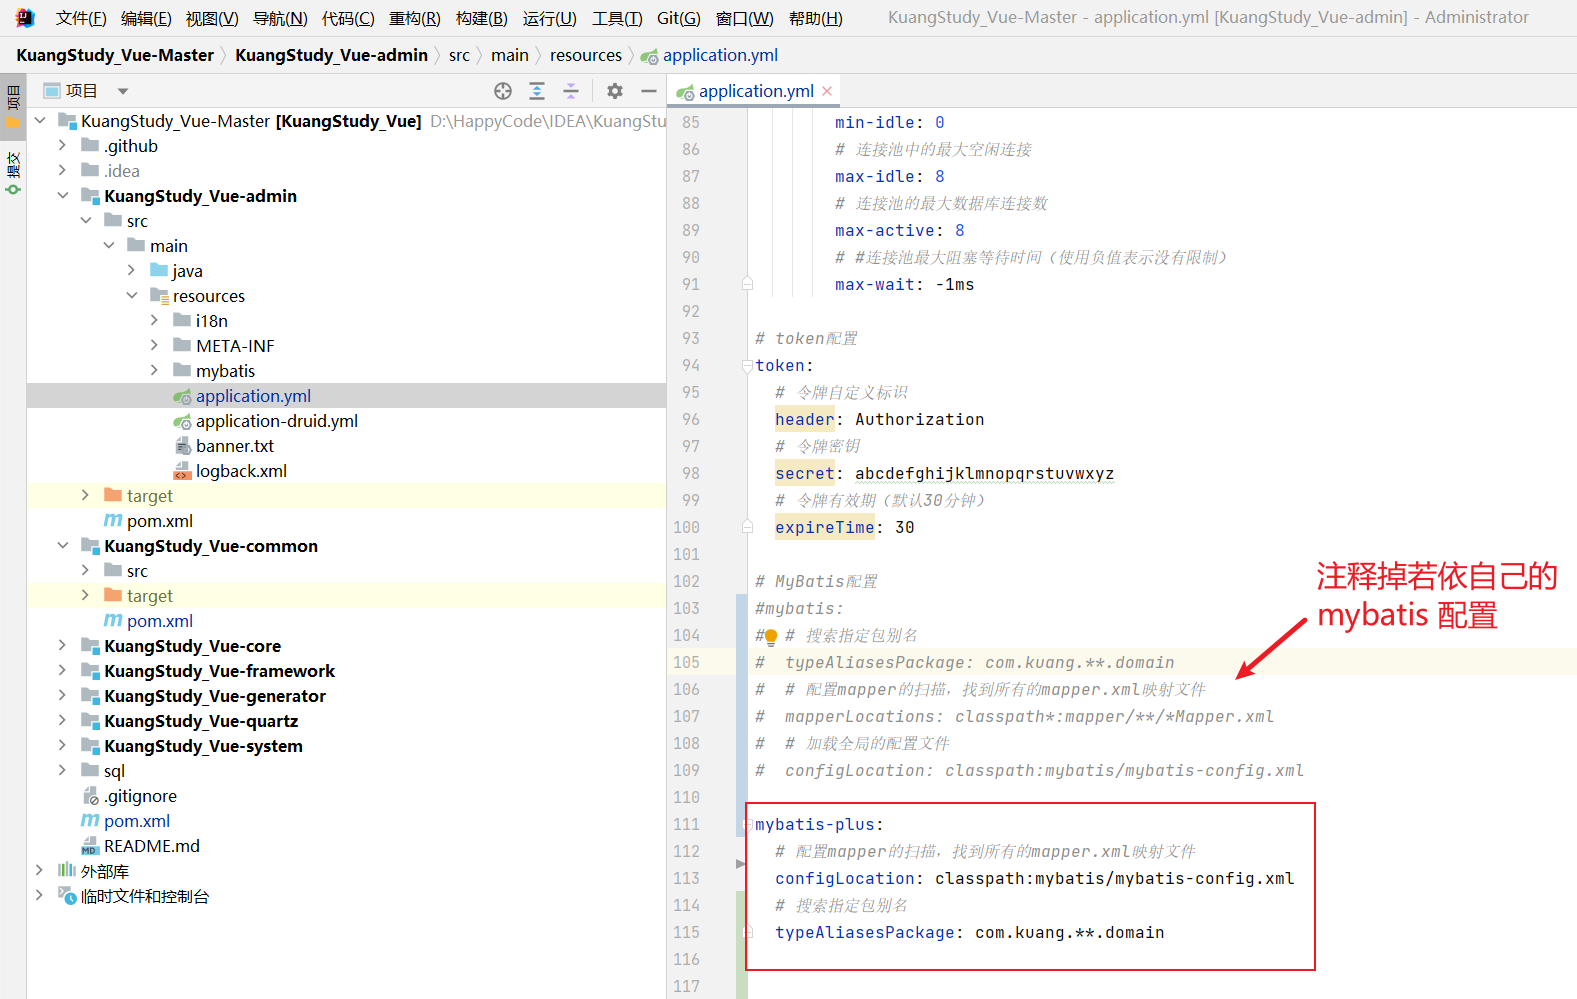 文件(F) 编辑(E) 视图(V) 导航(N) 代码(C) 重构(R) 构建(B) 运行(U) 工具(T) Git(G) 窗口(W) 帮助(H) KuangStudy_Vue-Master - application.yml [KuangStudy_Vue-admin] - Administrator
KuangStudy_Vue-Master KuangStudy_Vue-admin src main resources application.yml
项目
提交
项目
KuangStudy_Vue-Master [KuangStudy_Vue] D:\HappyCode\IDEA\KuangStu
.github
.idea
KuangStudy_Vue-admin
src
main
java
resources
i18n
META-INF
mybatis
application.yml
application-druid.yml
banner.txt
logback.xml
target
pom.xml
KuangStudy_Vue-common
src
target
pom.xml
KuangStudy_Vue-core
KuangStudy_Vue-framework
KuangStudy_Vue-generator
KuangStudy_Vue-quartz
KuangStudy_Vue-system
sql
.gitignore
pom.xml
README.md
外部库
临时文件和控制台
application.yml
85 min-idle: 0
86 # 连接池中的最大空闲连接
87 max-idle: 8
88 # 连接池的最大数据库连接数
89 max-active: 8
90 # #连接池最大阻塞等待时间（使用负值表示没有限制）
91 max-wait: -1ms
92
93 # token配置
94 token:
95 # 令牌自定义标识
96 header: Authorization
97 # 令牌密钥
98 secret: abcdefghijklmnopqrstuvwxyz
99 # 令牌有效期（默认30分钟）
100 expireTime: 30
101
102 # MyBatis配置
103 #mybatis:
104 # # 搜索指定包别名
105 # typeAliasesPackage: com.kuang.**.domain
106 # # 配置mapper的扫描，找到所有的mapper.xml映射文件
107 # mapperLocations: classpath*:mapper/**/*Mapper.xml
108 # # 加载全局的配置文件
109 # configLocation: classpath:mybatis/mybatis-config.xml
110
111 mybatis-plus:
112 # 配置mapper的扫描，找到所有的mapper.xml映射文件
113 configLocation: classpath:mybatis/mybatis-config.xml
114 # 搜索指定包别名
115 typeAliasesPackage: com.kuang.**.domain
116
117
注释掉若依自己的
mybatis 配置